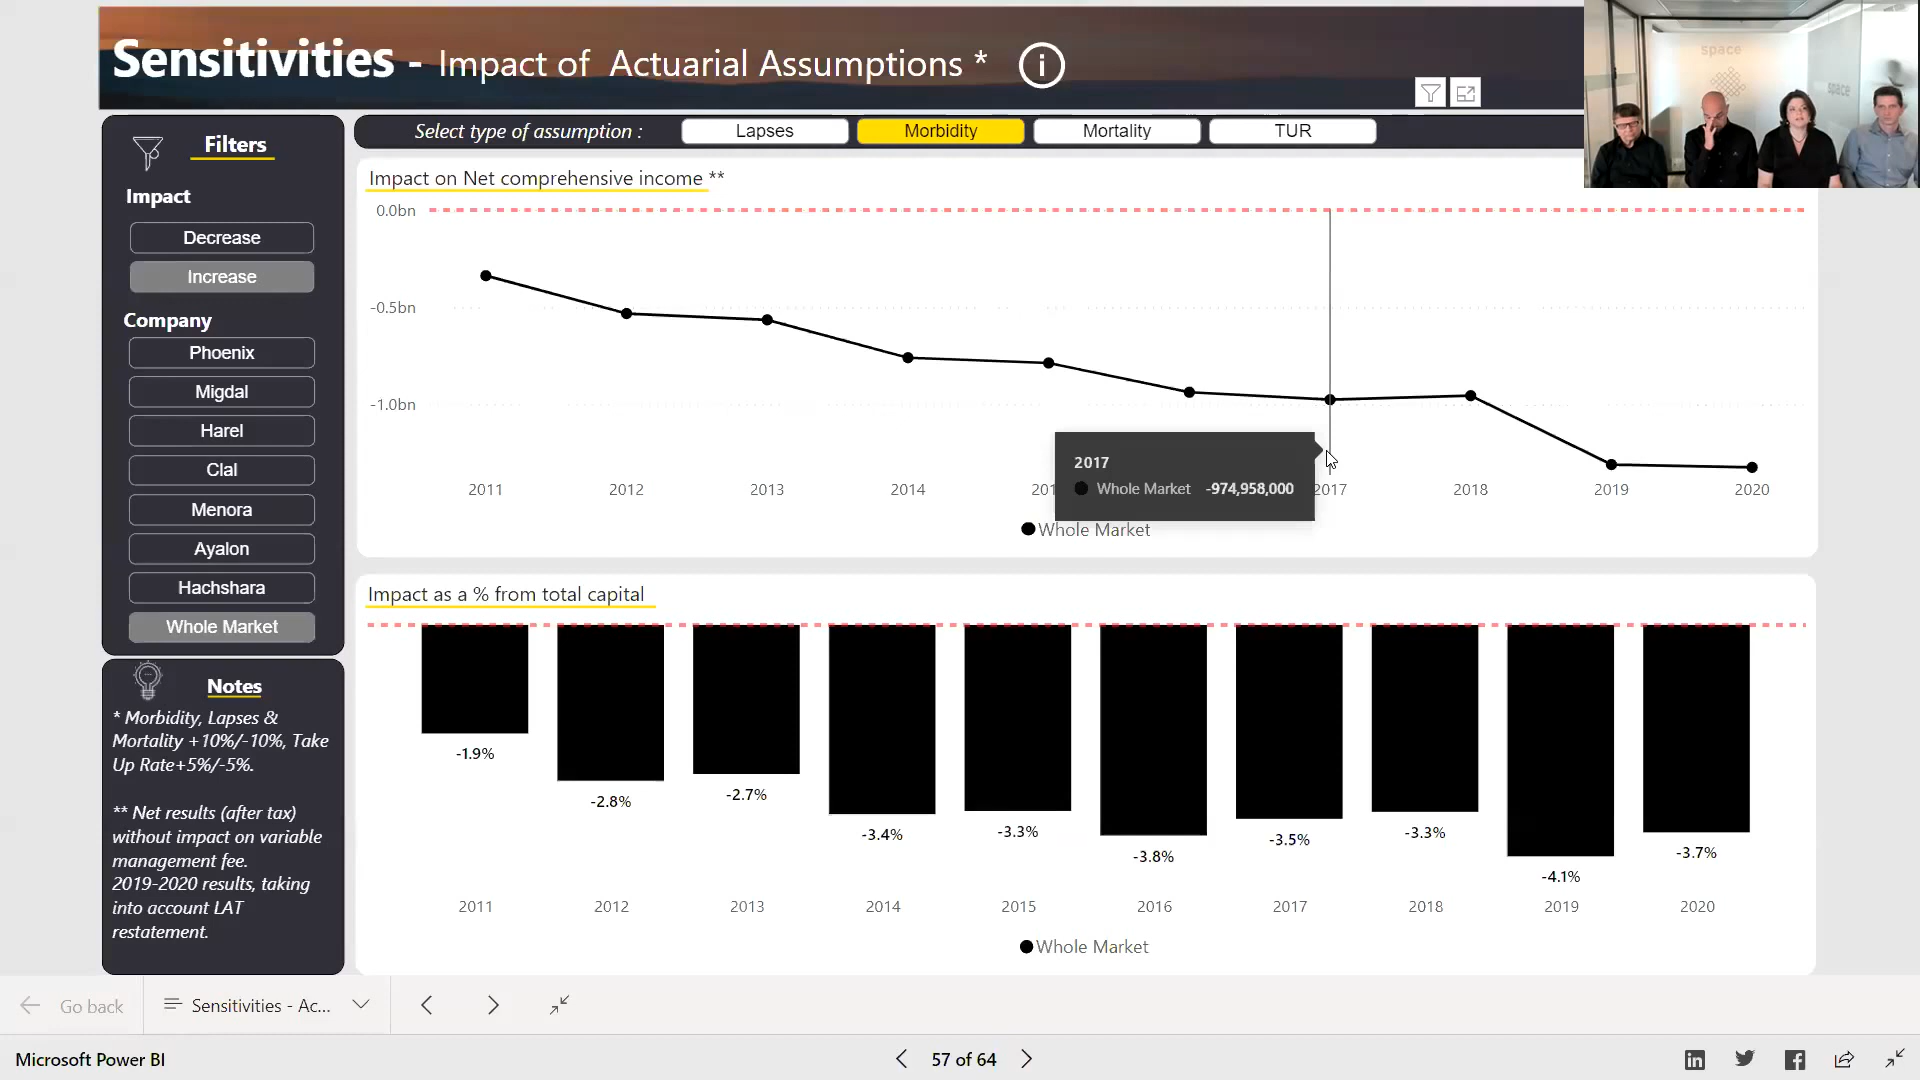 Sensitivities - Impact of Actuarial Assumptions *
space
space
Filters
Select type of assumption :
Lapses
Morbidity
Mortality
TUR
Impact
Decrease
Increase
Company
Phoenix
Migdal
Harel
Clal
Menora
Ayalon
Hachshara
Whole Market
Notes
* Morbidity, Lapses &
Mortality +10%/-10%, Take
Up Rate+5%/-5%.
** Net results (after tax)
without impact on variable
management fee.
2019-2020 results, taking
into account LAT
restatement.
Impact on Net comprehensive income **
0.0bn
-0.5bn
-1.0bn
2017
Whole Market -974,958,000
2011 2012 2013 2014 201 2017 2018 2019 2020
Whole Market
Impact as a % from total capital
-1.9% -2.8% -2.7% -3.4% -3.3% -3.8% -3.5% -3.3% -4.1% -3.7%
2011 2012 2013 2014 2015 2016 2017 2018 2019 2020
Whole Market
Go back
Sensitivities - Ac...
Microsoft Power BI
57 of 64